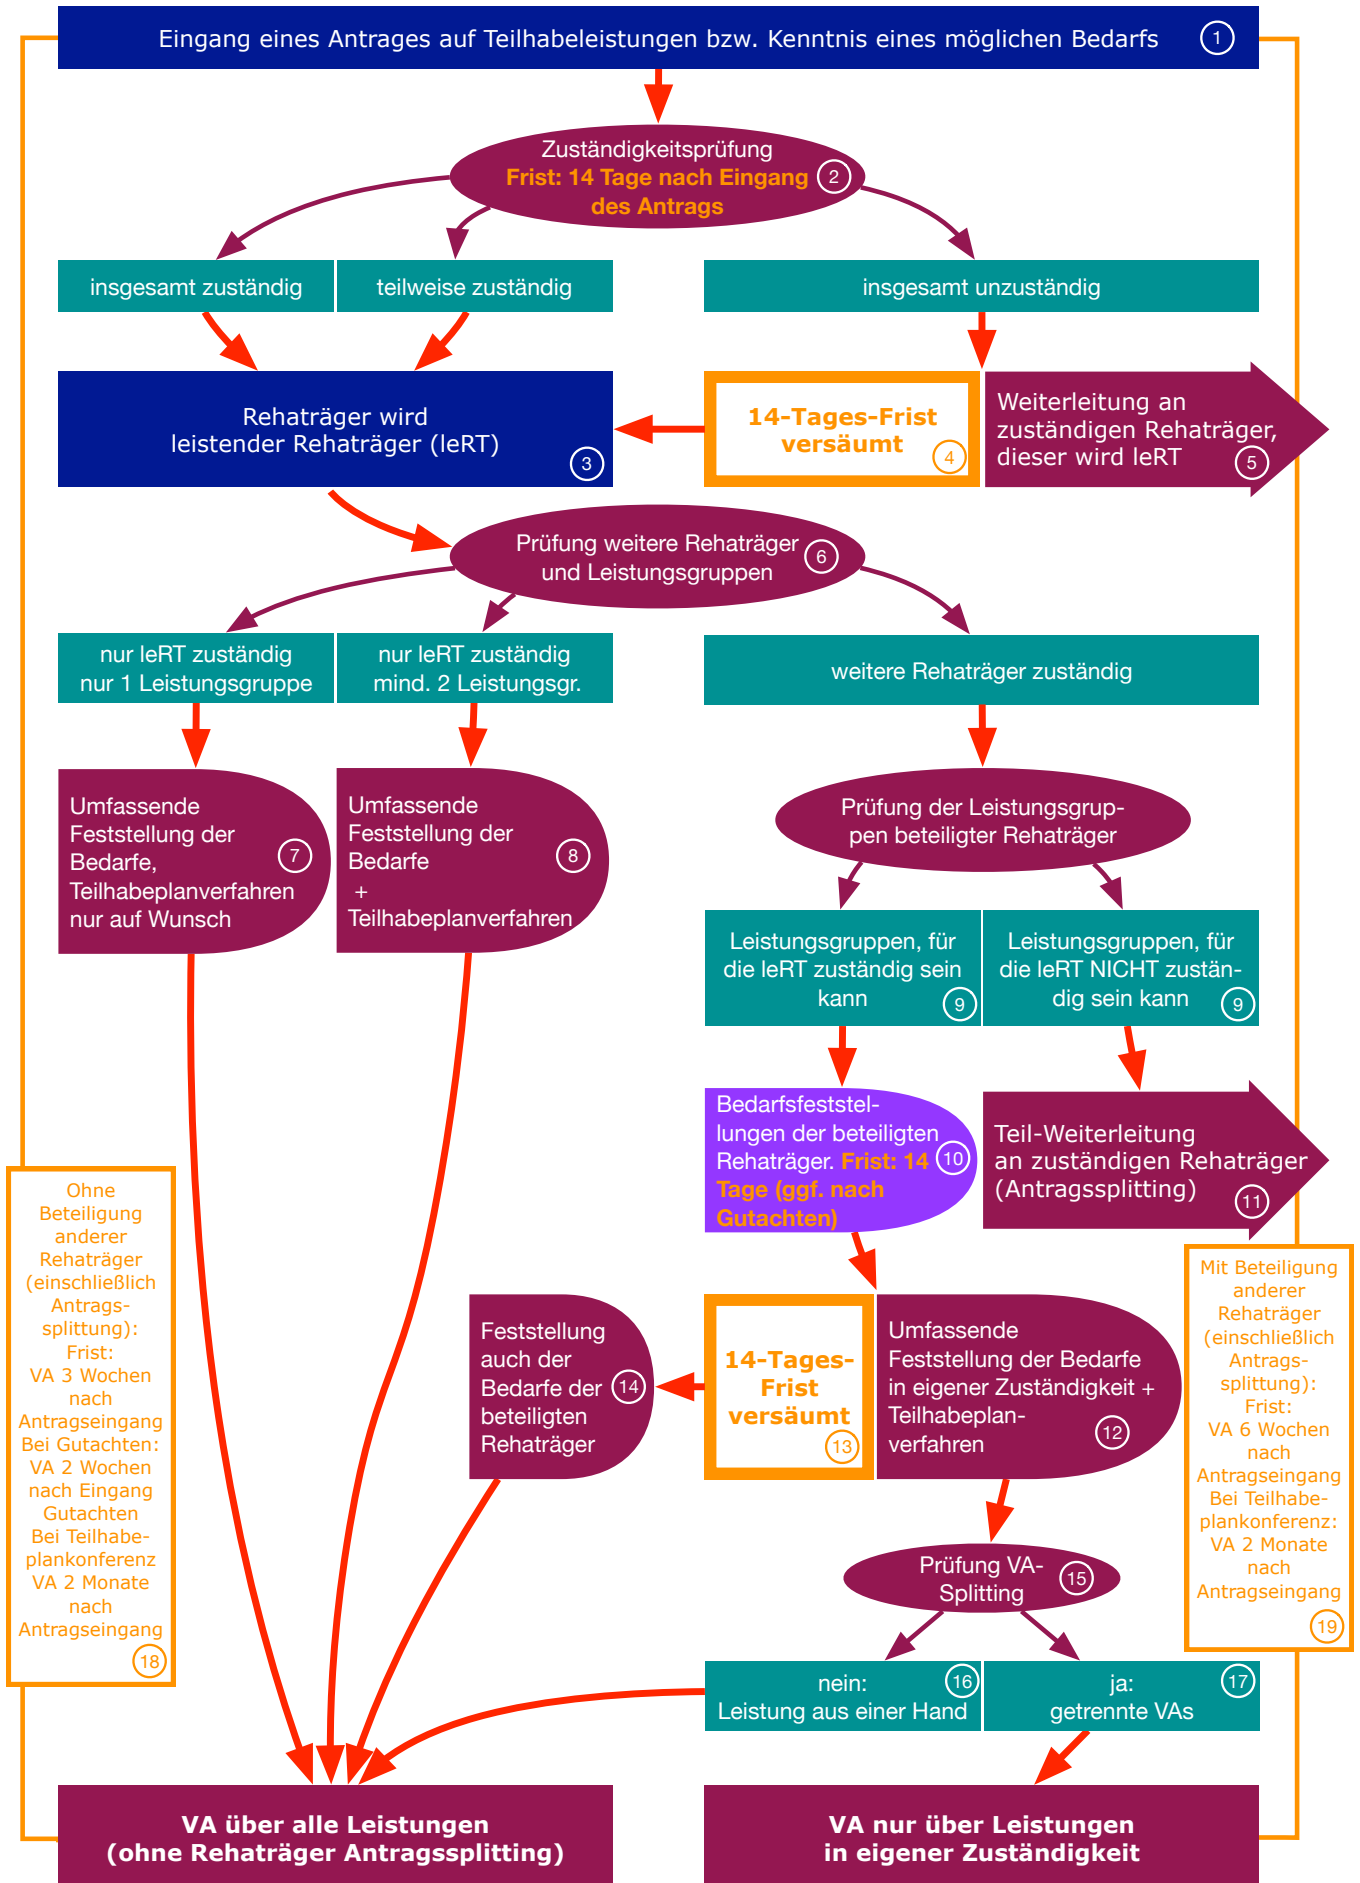 Eingang eines Antrages auf Teilhabeleistungen bzw. Kenntnis eines möglichen Bedarfs 1
Zuständigkeitsprüfung
Frist: 14 Tage nach Eingang 2
des Antrags
insgesamt zuständig
teilweise zuständig
insgesamt unzuständig
Rehaträger wird
leistender Rehaträger (leRT)
3
14-Tages-Frist
versäumt
4
Weiterleitung an
zuständigen Rehaträger,
dieser wird leRT
5
Prüfung weitere Rehaträger
und Leistungsgruppen
6
nur leRT zuständig
nur 1 Leistungsgruppe
nur leRT zuständig
mind. 2 Leistungsgr.
weitere Rehaträger zuständig
Umfassende
Feststellung der
Bedarfe,
Teilhabeplanverfahren
nur auf Wunsch
7
Umfassende
Feststellung der
Bedarfe
+
Teilhabeplanverfahren
8
Prüfung der Leistungsgrup-
pen beteiligter Rehaträger
Leistungsgruppen, für
die leRT zuständig sein
kann
9
Leistungsgruppen, für
die leRT NICHT zustän-
dig sein kann
9
Bedarfsfeststel-
lungen der beteiligten
Rehaträger. Frist: 14
Tage (ggf. nach
Gutachten)
10
Teil-Weiterleitung
an zuständigen Rehaträger
(Antragssplitting)
11
Ohne
Beteiligung
anderer
Rehaträger
(einschließlich
Antrags-
splittung):
Frist:
VA 3 Wochen
nach
Antragseingang
Bei Gutachten:
VA 2 Wochen
nach Eingang
Gutachten
Bei Teilhabe-
plankonferenz
VA 2 Monate
nach
Antragseingang
18
Feststellung
auch der
Bedarfe der
beteiligten
Rehaträger
14
14-Tages-
Frist
versäumt
13
Umfassende
Feststellung der Bedarfe
in eigener Zuständigkeit +
Teilhabeplan-
verfahren
12
Mit Beteiligung
anderer
Rehaträger
(einschließlich
Antrags-
splittung):
Frist:
VA 6 Wochen
nach
Antragseingang
Bei Teilhabe-
plankonferenz:
VA 2 Monate
nach
Antragseingang
19
Prüfung VA-
Splitting
15
nein:
Leistung aus einer Hand
16
ja:
getrennte VAs
17
VA über alle Leistungen
(ohne Rehaträger Antragssplitting)
VA nur über Leistungen
in eigener Zuständigkeit